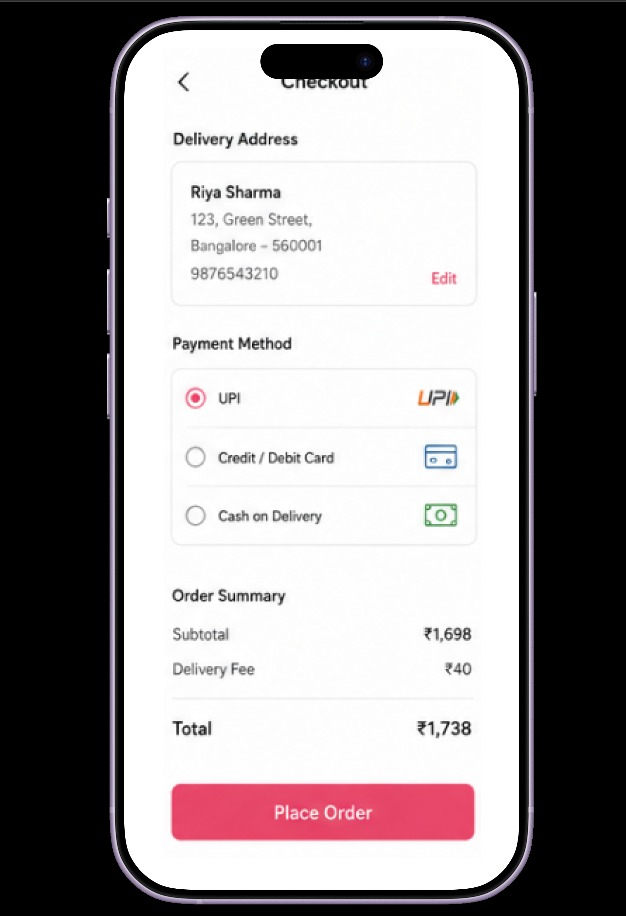 Checkout
Delivery Address
Riya Sharma
123, Green Street,
Bangalore – 560001
9876543210
Edit
Payment Method
UPI UPI
Credit / Debit Card
Cash on Delivery
Order Summary
Subtotal ₹1,698
Delivery Fee ₹40
Total ₹1,738
Place Order